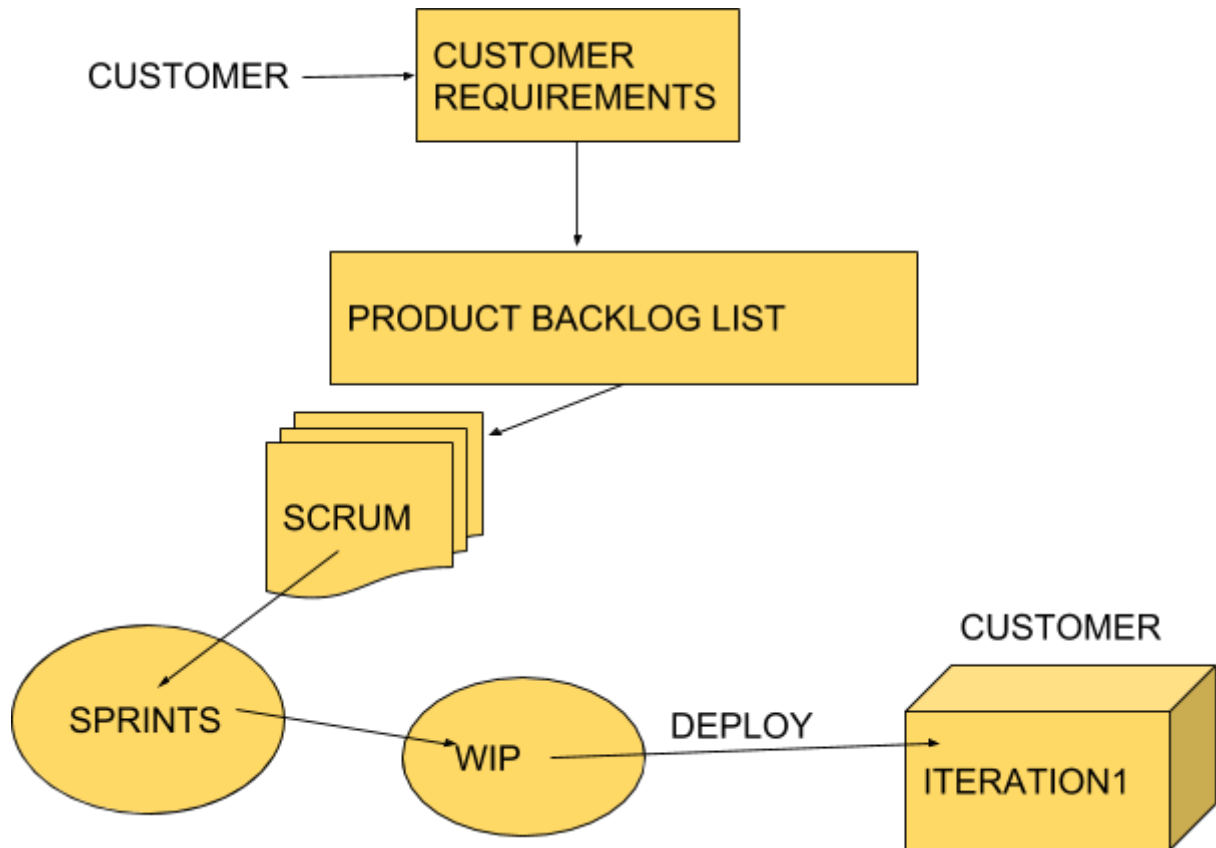 CUSTOMER
CUSTOMER
REQUIREMENTS
PRODUCT BACKLOG LIST
SCRUM
SPRINTS
WIP
DEPLOY
CUSTOMER
ITERATION1